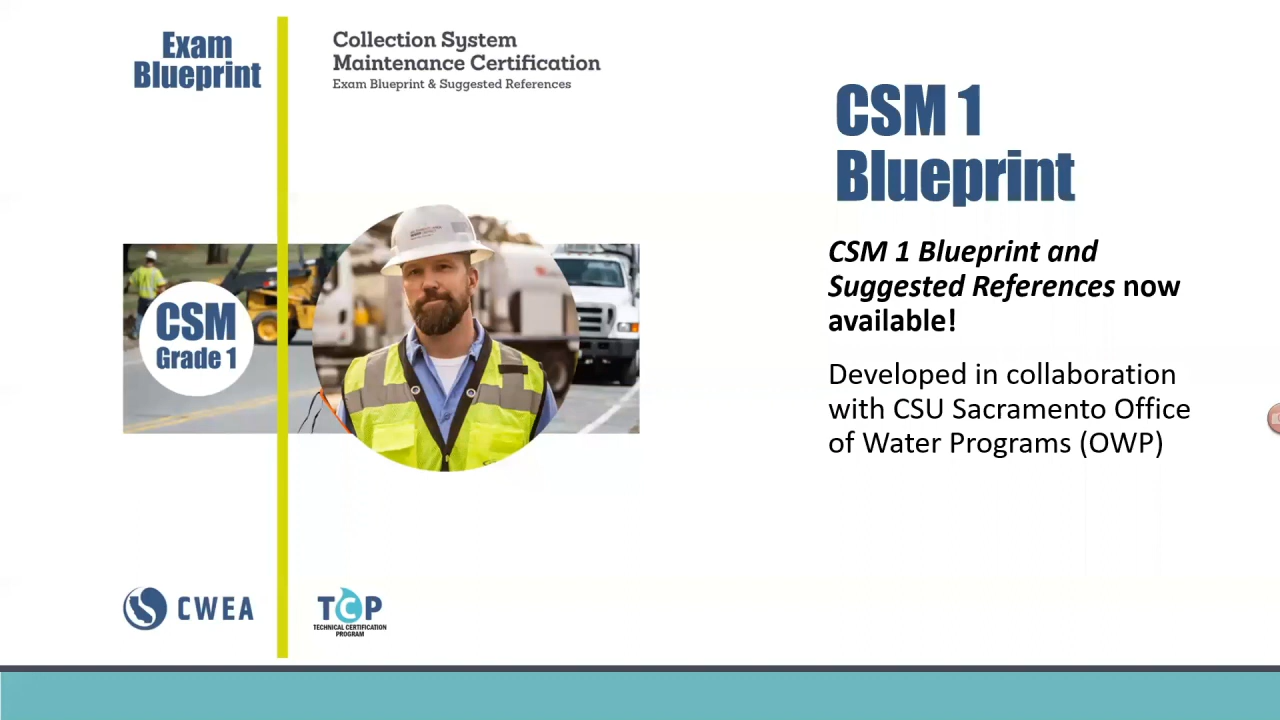 Exam
Blueprint
Collection System
Maintenance Certification
Exam Blueprint & Suggested References
CSM
Grade 1
CWEA
TCP
TECHNICAL CERTIFICATION
PROGRAM
CSM 1
Blueprint
CSM 1 Blueprint and
Suggested References now
available!
Developed in collaboration
with CSU Sacramento Office
of Water Programs (OWP)